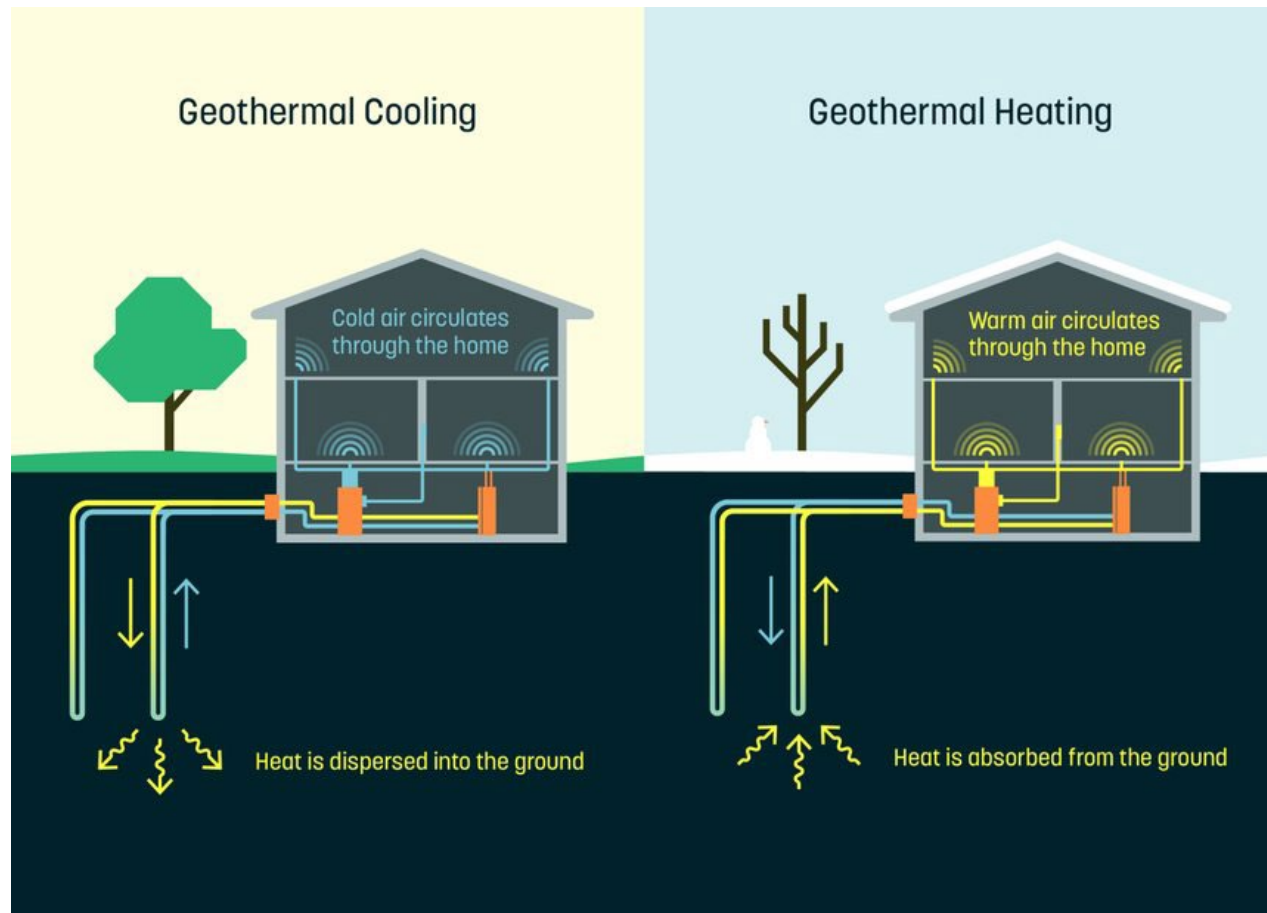 Geothermal Cooling
Cold air circulates
through the home
Heat is dispersed into the ground
Geothermal Heating
Warm air circulates
through the home
Heat is absorbed from the ground